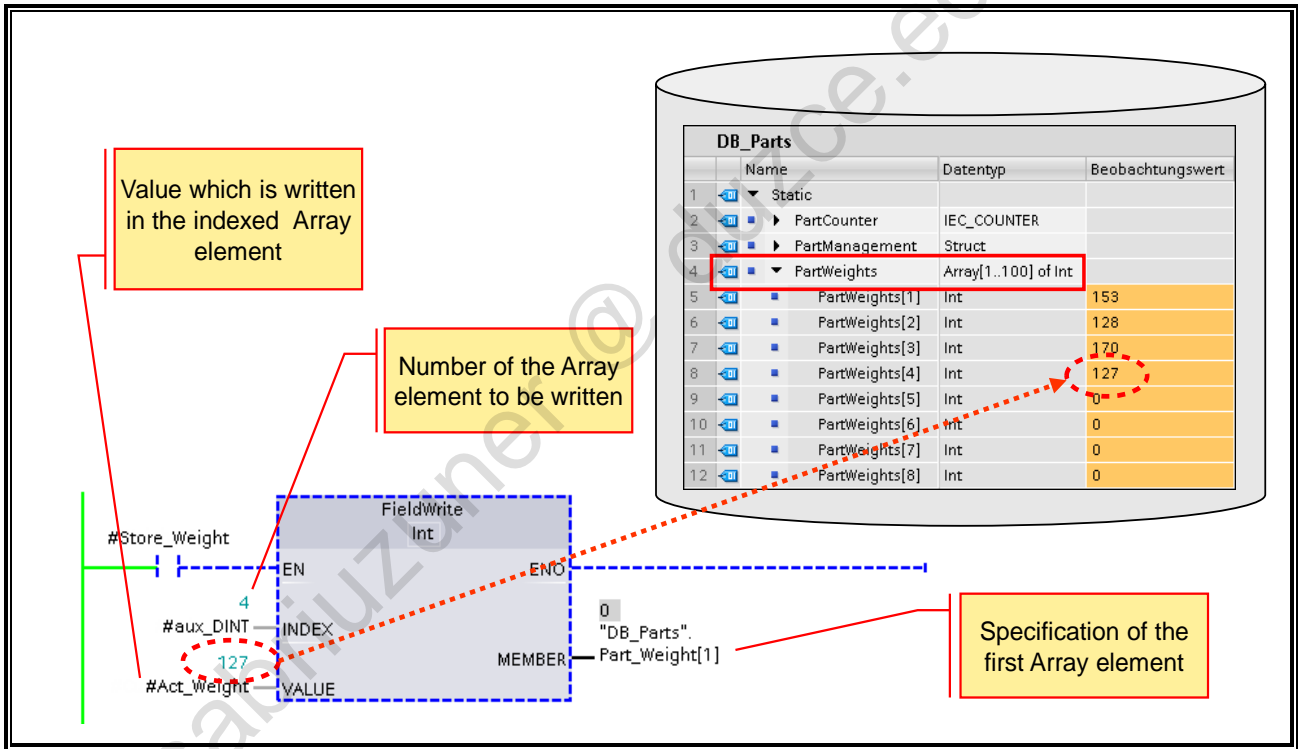 Value which is written
in the indexed Array
element
Number of the Array
element to be written
DB_Parts
Name Datentyp Beobachtungswert
1 Static
2 PartCounter IEC_COUNTER
3 PartManagement Struct
4 PartWeights Array[1..100] of Int
5 PartWeights[1] Int 153
6 PartWeights[2] Int 128
7 PartWeights[3] Int 170
8 PartWeights[4] Int 127
9 PartWeights[5] Int 0
10 PartWeights[6] Int 0
11 PartWeights[7] Int 0
12 PartWeights[8] Int 0
FieldWrite
Int
#Store_Weight
EN ENO
4
#aux_DINT INDEX
127
#Act_Weight VALUE
0
"DB_Parts".
MEMBER Part_Weight[1]
Specification of the
first Array element